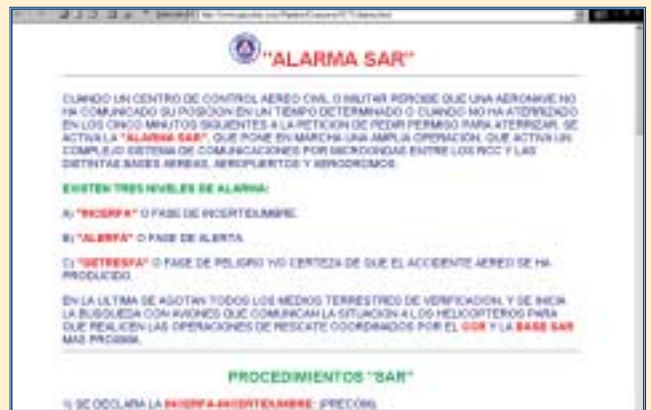 "ALARMA SAR"
CUANDO UN CENTRO DE CONTROL AEREO CIVIL O MILITAR PERCIBE QUE UNA AERONAVE NO
HA COMUNICADO SU POSICION EN UN TIEMPO DETERMINADO O CUANDO NO HA ATERRIZADO
EN LOS CINCO MINUTOS SIGUIENTES A LA PETICION DE PEDIR PERMISO PARA ATERRIZAR, SE
ACTIVA LA "ALARMA SAR", QUE PONE EN MARCHA UNA AMPLIA OPERACION, QUE ACTIVA UN
COMPLEJO SISTEMA DE COMUNICACIONES POR MICROONDAS ENTRE LOS RCC Y LAS
DISTINTAS BASES AEREAS, AEROPUERTOS Y AERODROMOS.
EXISTEN TRES NIVELES DE ALARMA:
A) "INCERFA" O FASE DE INCERTIDUMBRE.
B) "ALERFA" O FASE DE ALERTA.
C) "DETRESFA" O FASE DE PELIGRO Y/O CERTEZA DE QUE EL ACCIDENTE AEREO SE HA
PRODUCIDO.
EN LA ULTIMA SE AGOTAN TODOS LOS MEDIOS TERRESTRES DE VERIFICACION, Y SE INICIA
LA BUSQUEDA CON AVIONES QUE COMUNICAN LA SITUACION A LOS HELICOPTEROS PARA
QUE REALICEN LAS OPERACIONES DE RESCATE COORDINADOS POR EL CCR Y LA BASE SAR
MAS PROXIMA.
PROCEDIMIENTOS "SAR"
1) SE DECLARA LA INCERFA-INCERTIDUMBRE: (PRECOM).